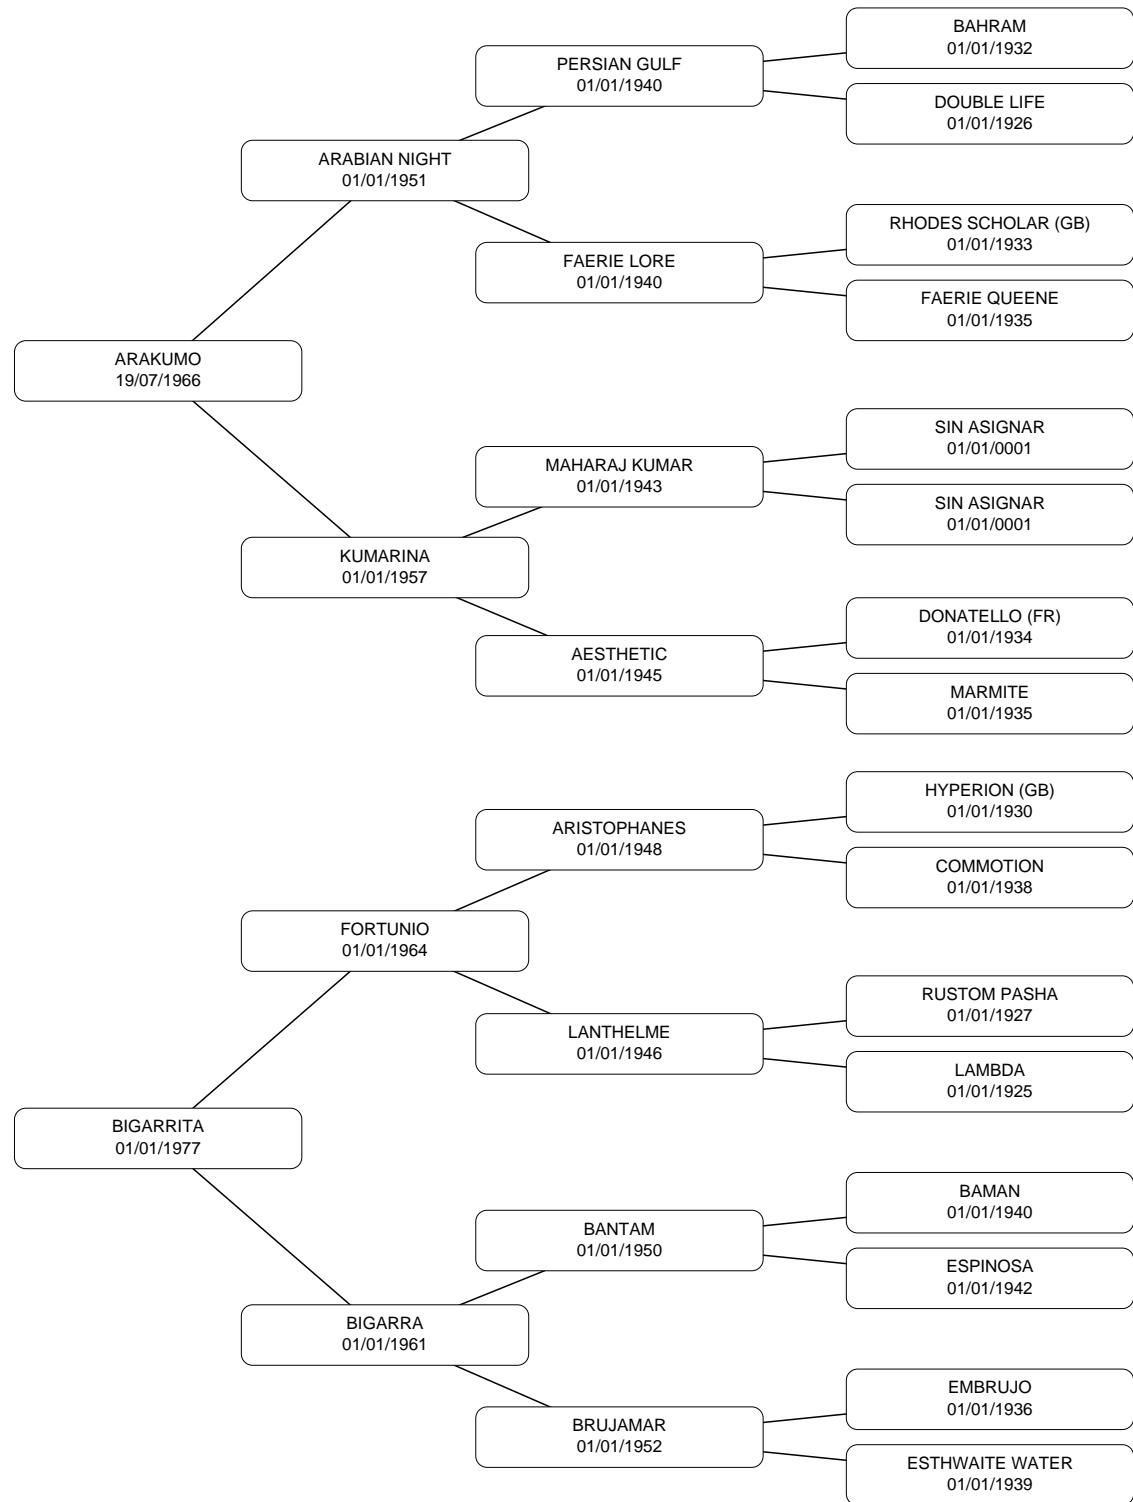 BAHRAM
01/01/1932
PERSIAN GULF
01/01/1940
DOUBLE LIFE
01/01/1926
ARABIAN NIGHT
01/01/1951
RHODES SCHOLAR (GB)
01/01/1933
FAERIE LORE
01/01/1940
FAERIE QUEENE
01/01/1935
ARAKUMO
19/07/1966
SIN ASIGNAR
01/01/0001
MAHARAJ KUMAR
01/01/1943
SIN ASIGNAR
01/01/0001
KUMARINA
01/01/1957
DONATELLO (FR)
01/01/1934
AESTHETIC
01/01/1945
MARMITE
01/01/1935
HYPERION (GB)
01/01/1930
ARISTOPHANES
01/01/1948
COMMOTION
01/01/1938
FORTUNIO
01/01/1964
RUSTOM PASHA
01/01/1927
LANTHELME
01/01/1946
LAMBDA
01/01/1925
BIGARRITA
01/01/1977
BAMAN
01/01/1940
BANTAM
01/01/1950
ESPINOSA
01/01/1942
BIGARRA
01/01/1961
EMBRUJO
01/01/1936
BRUJAMAR
01/01/1952
ESTHWAITE WATER
01/01/1939